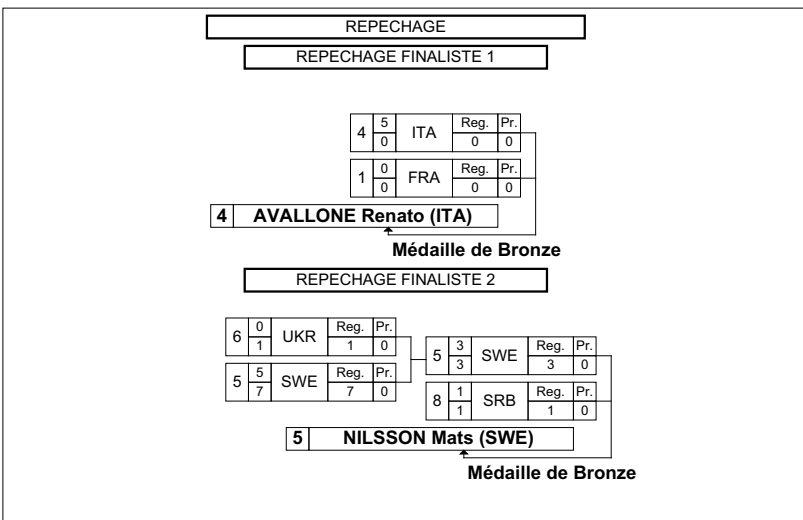 REPECHAGE
REPECHAGE FINALISTE 1
4 5 ITA Reg. Pr.
0 0 0
1 0 FRA Reg. Pr.
0 0 0
4 AVALLONE Renato (ITA)
Médaille de Bronze
REPECHAGE FINALISTE 2
6 0 UKR Reg. Pr.
1 1 0
5 5 SWE Reg. Pr.
7 7 0
5 3 SWE Reg. Pr.
3 3 0
8 1 SRB Reg. Pr.
1 1 0
5 NILSSON Mats (SWE)
Médaille de Bronze